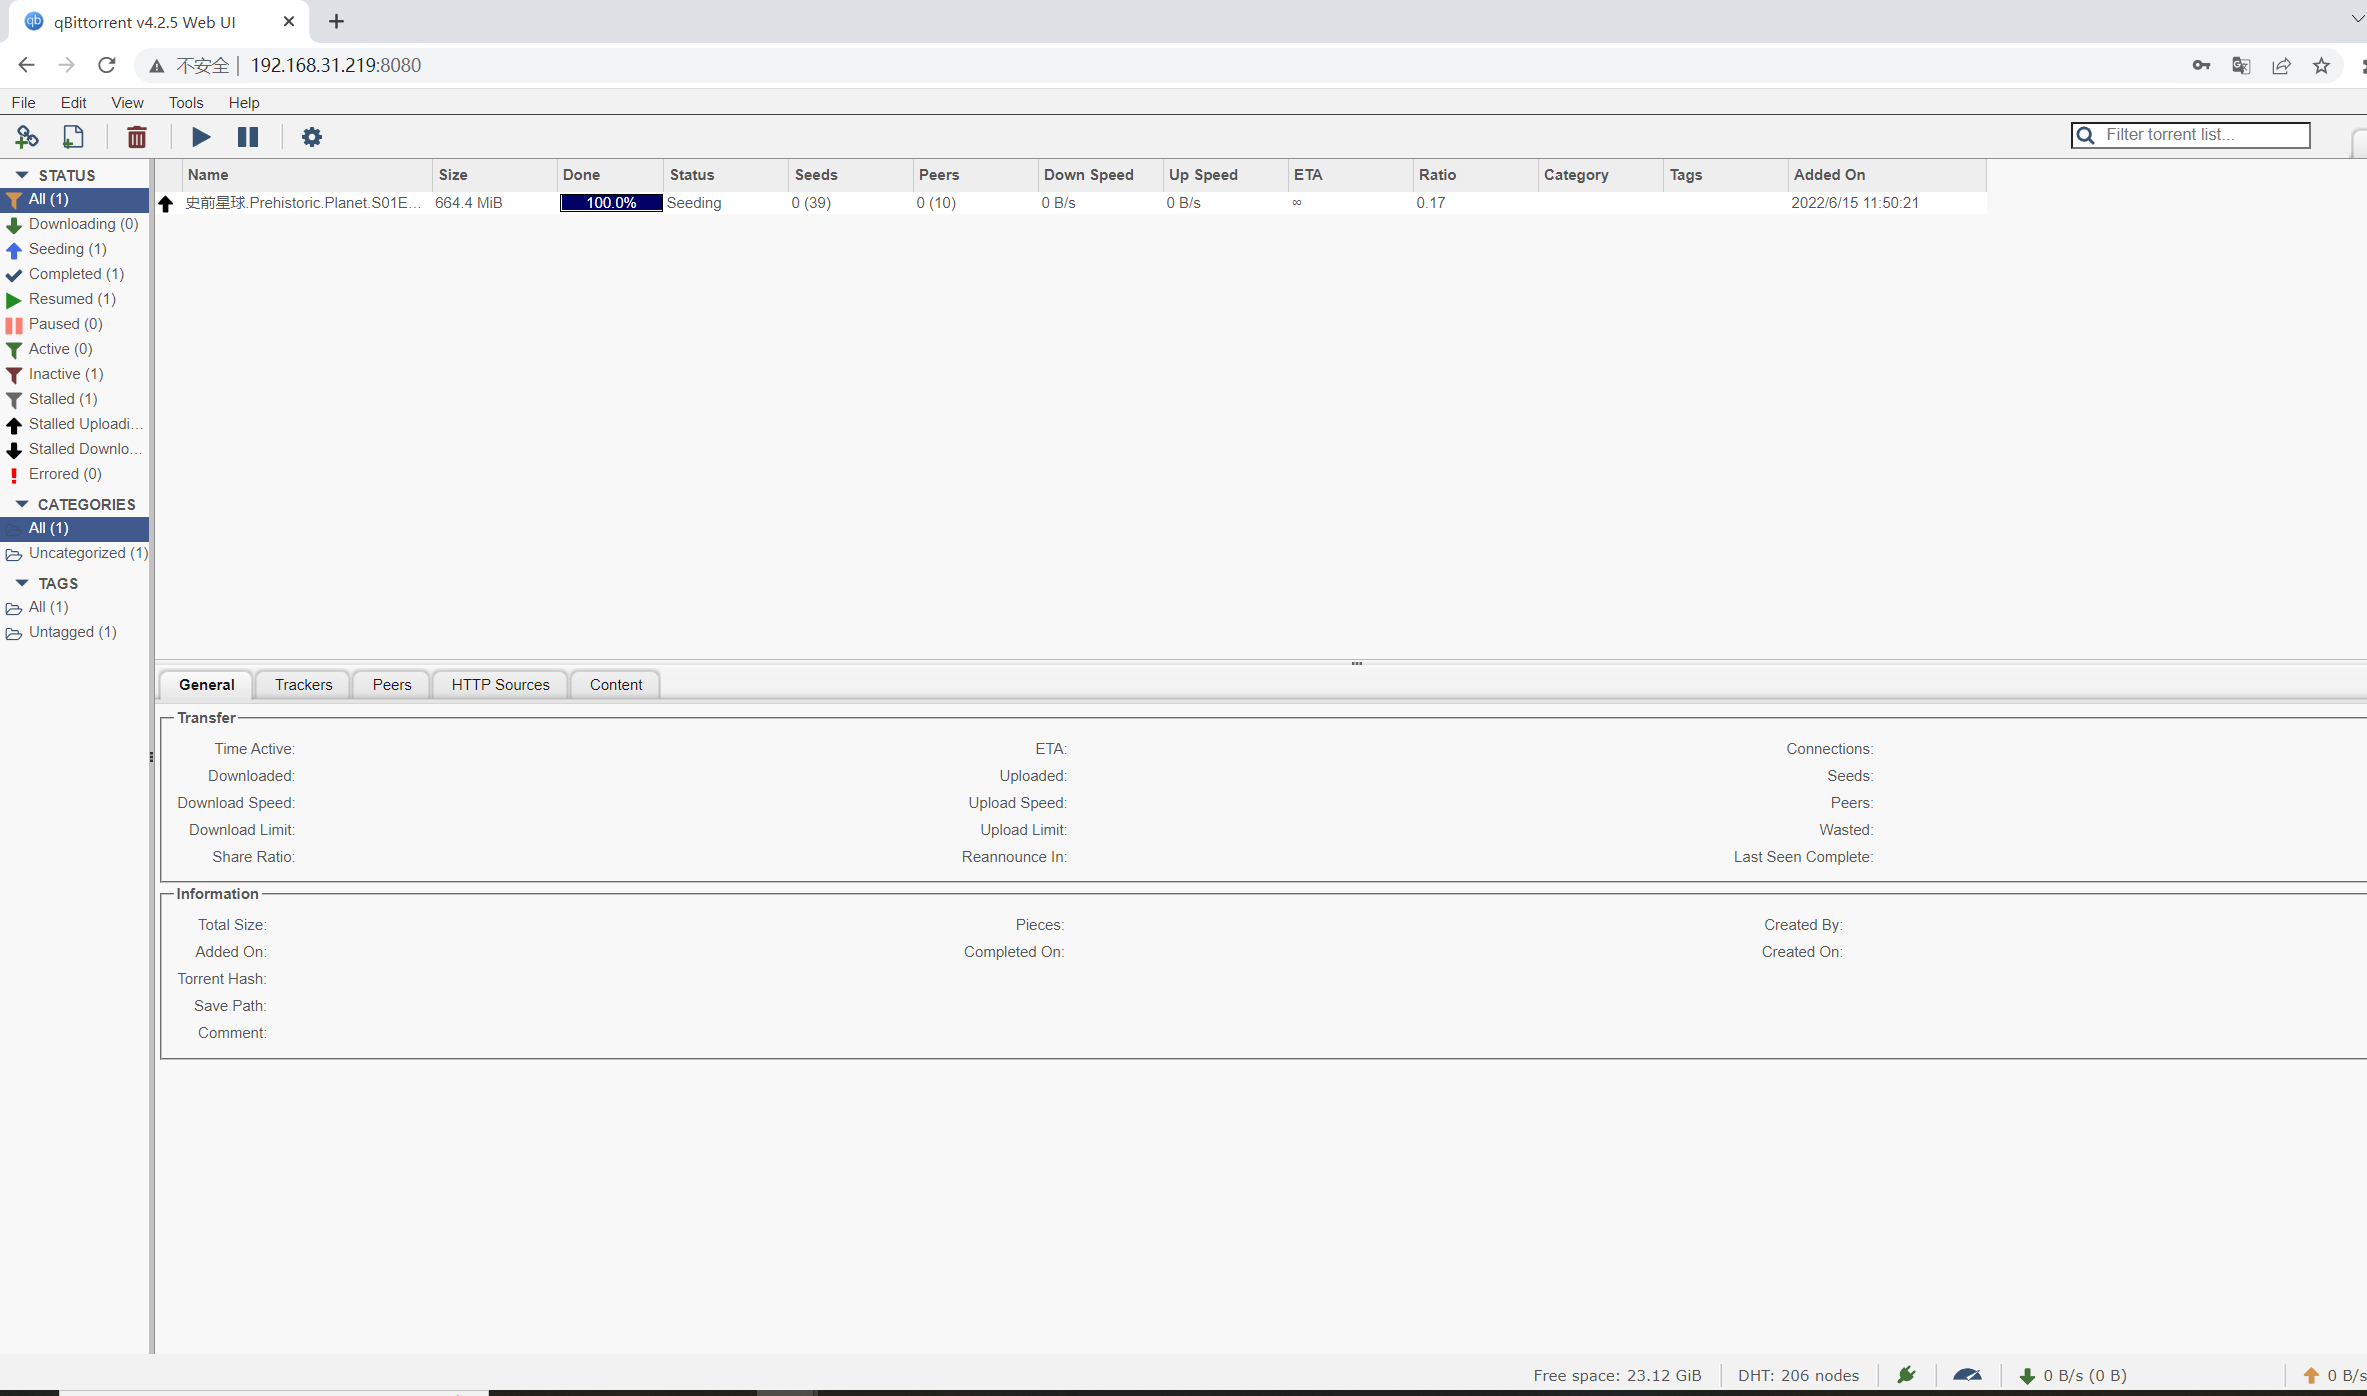 qBittorrent v4.2.5 Web UI
不安全 192.168.31.219:8080
File Edit View Tools Help
Filter torrent list...
STATUS
All (1)
Downloading (0)
Seeding (1)
Completed (1)
Resumed (1)
Paused (0)
Active (0)
Inactive (1)
Stalled (1)
Stalled Uploadi...
Stalled Downlo...
Errored (0)
CATEGORIES
All (1)
Uncategorized (1)
TAGS
All (1)
Untagged (1)
Name Size Done Status Seeds Peers Down Speed Up Speed ETA Ratio Category Tags Added On
史前星球.Prehistoric.Planet.S01E... 664.4 MiB 100.0% Seeding 0 (39) 0 (10) 0 B/s 0 B/s ∞ 0.17 2022/6/15 11:50:21
General Trackers Peers HTTP Sources Content
Transfer
Time Active: ETA: Connections:
Downloaded: Uploaded: Seeds:
Download Speed: Upload Speed: Peers:
Download Limit: Upload Limit: Wasted:
Share Ratio: Reannounce In: Last Seen Complete:
Information
Total Size: Pieces: Created By:
Added On: Completed On: Created On:
Torrent Hash:
Save Path:
Comment:
Free space: 23.12 GiB DHT: 206 nodes 0 B/s (0 B) 0 B/s